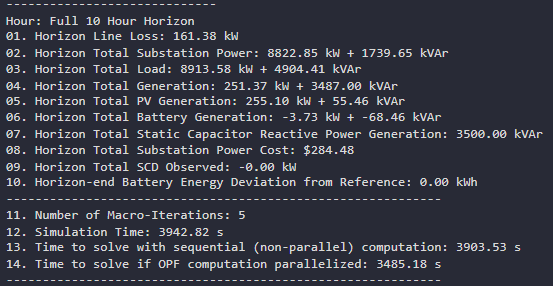 -----------------------------
Hour: Full 10 Hour Horizon
01. Horizon Line Loss: 161.38 kW
02. Horizon Total Substation Power: 8822.85 kW + 1739.65 kVAr
03. Horizon Total Load: 8913.58 kW + 4904.41 kVAr
04. Horizon Total Generation: 251.37 kW + 3487.00 kVAr
05. Horizon Total PV Generation: 255.10 kW + 55.46 kVAr
06. Horizon Total Battery Generation: -3.73 kW + -68.46 kVAr
07. Horizon Total Static Capacitor Reactive Power Generation: 3500.00 kVAr
08. Horizon Total Substation Power Cost: $284.48
09. Horizon Total SCD Observed: -0.00 kW
10. Horizon-end Battery Energy Deviation from Reference: 0.00 kWh
------------------------------------------------------------
11. Number of Macro-Iterations: 5
12. Simulation Time: 3942.82 s
13. Time to solve with sequential (non-parallel) computation: 3903.53 s
14. Time to solve if OPF computation parallelized: 3485.18 s
------------------------------------------------------------